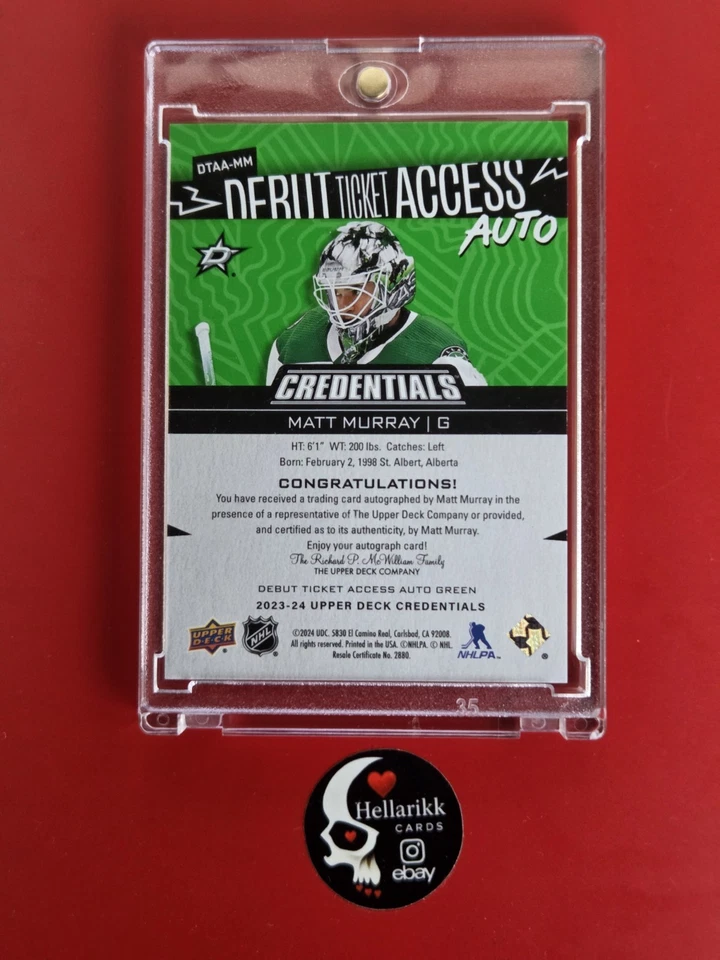 DTAA-MM
DEBUT TICKET ACCESS
AUTO
D
CREDENTIALS
MATT MURRAY | G
HT: 6'1" WT: 200 lbs. Catches: Left
Born: February 2, 1998 St. Albert, Alberta
CONGRATULATIONS!
You have received a trading card autographed by Matt Murray in the
presence of a representative of The Upper Deck Company or provided,
and certified as to its authenticity, by Matt Murray.
Enjoy your autograph card!
The Richard P. McWilliam Family
THE UPPER DECK COMPANY
DEBUT TICKET ACCESS AUTO GREEN
2023-24 UPPER DECK CREDENTIALS
UPPER DECK
NHL
©2024 UDC. 5830 El Camino Real, Carlsbad, CA 92008.
All rights reserved. Printed in the USA. ©NHLPA. © NHL.
Resale Certificate No. 2880.
NHLPA
35
Hellarikk
CARDS
ebay